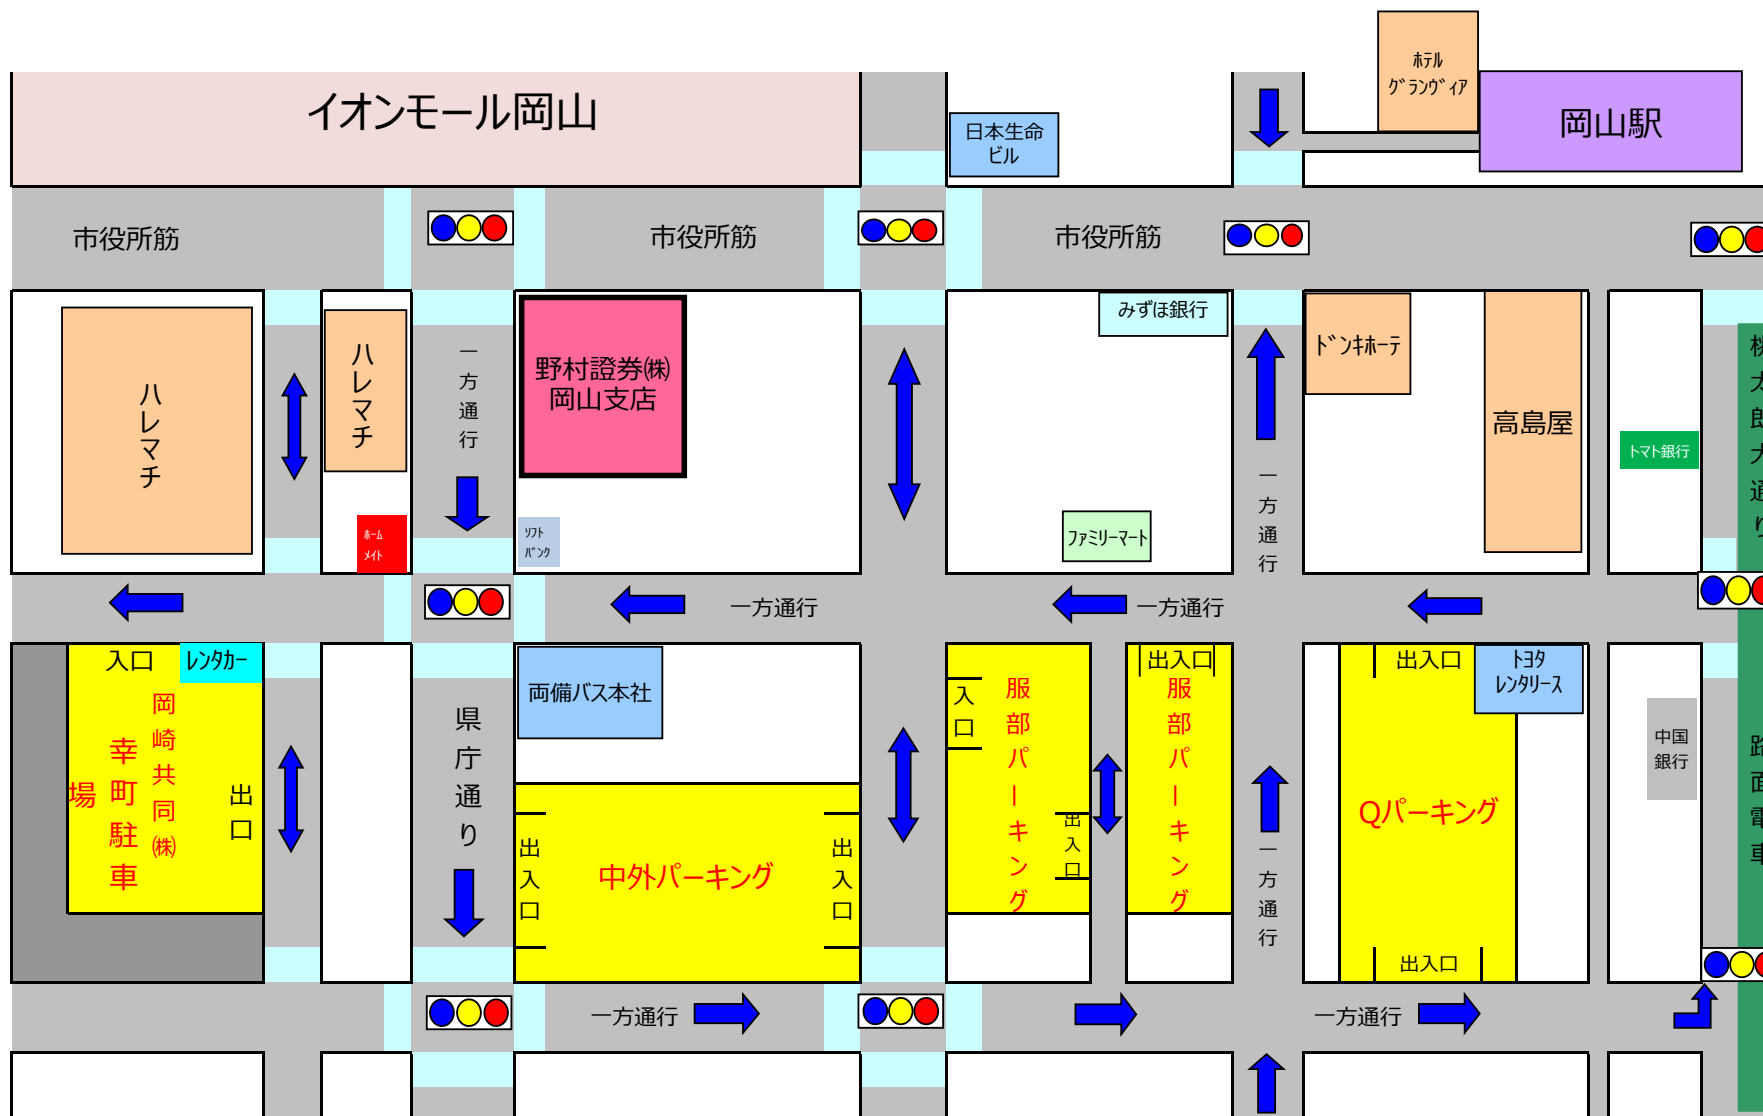 ホテル
グランヴィア
イオンモール岡山
日本生命
ビル
岡山駅
市役所筋
市役所筋
市役所筋
みずほ銀行
ハレマチ
ハレマチ
一方通行
野村證券㈱
岡山支店
ドンキホーテ
高島屋
トマト銀行
桃太郎大通り
一方通行
ファミリーマート
ホーム
メイト
ソフト
バンク
一方通行
一方通行
入口
レンタカー
両備バス本社
出入口
出入口
トヨタ
レンタリース
岡崎共同㈱
幸町駐車場
出口
県庁通り
入口
服部パーキング
出入口
服部パーキング
一方通行
Qパーキング
中国
銀行
路面電車
出入口
中外パーキング
出入口
出入口
一方通行
一方通行